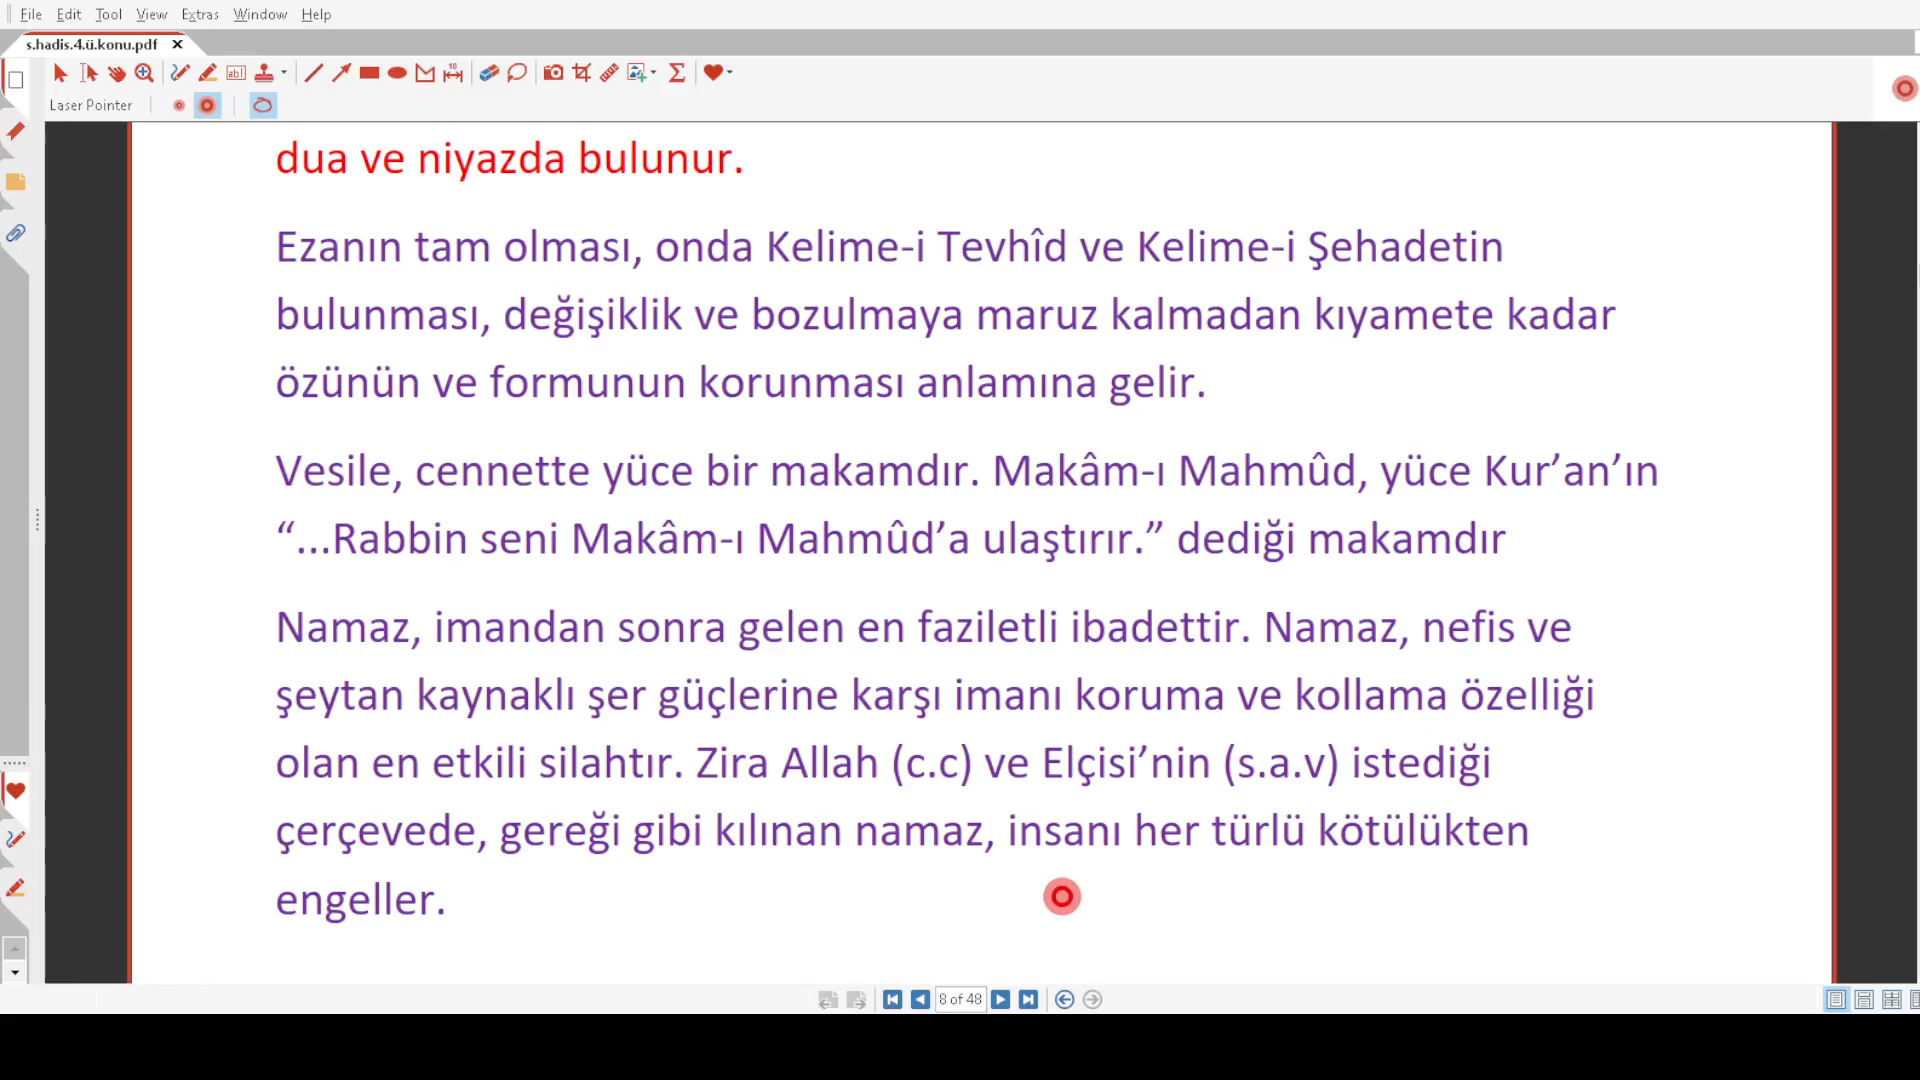 File Edit Tool View Extras Window Help
s.hadis.4.ü.konu.pdf
Laser Pointer
dua ve niyazda bulunur.
Ezanın tam olması, onda Kelime-i Tevhîd ve Kelime-i Şehadetin
bulunması, değişiklik ve bozulmaya maruz kalmadan kıyamete kadar
özünün ve formunun korunması anlamına gelir.
Vesile, cennette yüce bir makamdır. Makâm-ı Mahmûd, yüce Kur’an’ın
“...Rabbin seni Makâm-ı Mahmûd’a ulaştırır.” dediği makamdır
Namaz, imandan sonra gelen en faziletli ibadettir. Namaz, nefis ve
şeytan kaynaklı şer güçlerine karşı imanı koruma ve kollama özelliği
olan en etkili silahtır. Zira Allah (c.c) ve Elçisi’nin (s.a.v) istediği
çerçevede, gereği gibi kılınan namaz, insanı her türlü kötülükten
engeller.
8 of 48